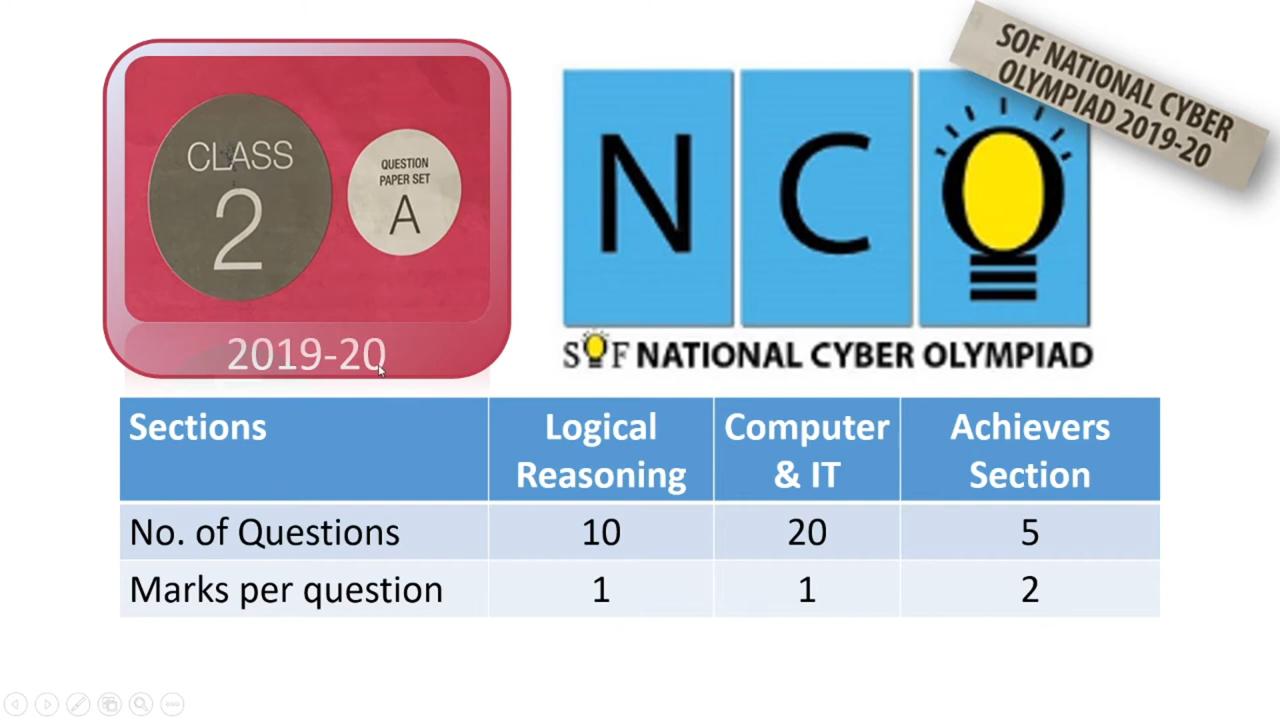 CLASS
2
QUESTION
PAPER SET
A
2019-20
N C O
SOF NATIONAL CYBER OLYMPIAD
SOF NATIONAL CYBER
OLYMPIAD 2019-20
Sections Logical Reasoning Computer & IT Achievers Section
No. of Questions 10 20 5
Marks per question 1 1 2